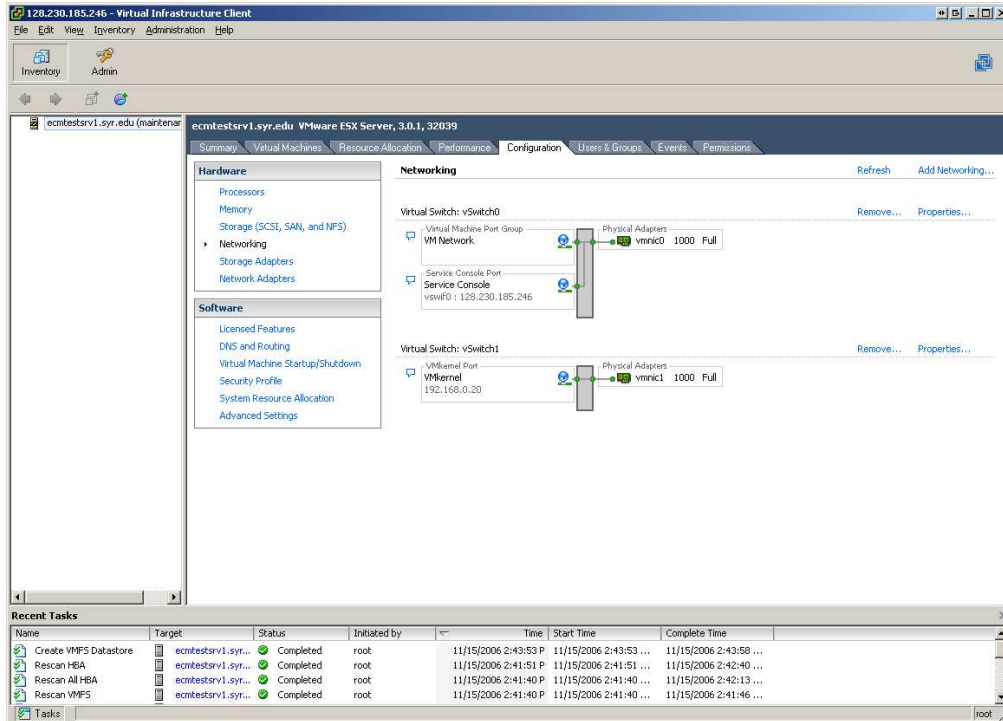 128.230.185.246 - Virtual Infrastructure Client
File Edit View Inventory Administration Help
Inventory Admin
ecmtestsrv1.syr.edu (maintenar
ecmtestsrv1.syr.edu VMware ESX Server, 3.0.1, 32039
Summary Virtual Machines Resource Allocation Performance Configuration Users & Groups Events Permissions
Hardware
Processors
Memory
Storage (SCSI, SAN, and NFS)
Networking
Storage Adapters
Network Adapters
Software
Licensed Features
DNS and Routing
Virtual Machine Startup/Shutdown
Security Profile
System Resource Allocation
Advanced Settings
Networking Refresh Add Networking...
Virtual Switch: vSwitch0 Remove... Properties...
Virtual Machine Port Group Physical Adapters
VM Network vmnic0 1000 Full
Service Console Port
Service Console
vswif0 : 128.230.185.246
Virtual Switch: vSwitch1 Remove... Properties...
VMkernel Port Physical Adapters
VMkernel vmnic1 1000 Full
192.168.0.20
Recent Tasks
Name Target Status Initiated by Time Start Time Complete Time
Create VMFS Datastore ecmtestsrv1.syr... Completed root 11/15/2006 2:43:53 P 11/15/2006 2:43:53 ... 11/15/2006 2:43:58 ...
Rescan HBA ecmtestsrv1.syr... Completed root 11/15/2006 2:41:51 P 11/15/2006 2:41:51 ... 11/15/2006 2:42:40 ...
Rescan All HBA ecmtestsrv1.syr... Completed root 11/15/2006 2:41:40 P 11/15/2006 2:41:40 ... 11/15/2006 2:42:13 ...
Rescan VMFS ecmtestsrv1.syr... Completed root 11/15/2006 2:41:40 P 11/15/2006 2:41:40 ... 11/15/2006 2:41:46 ...
Tasks root